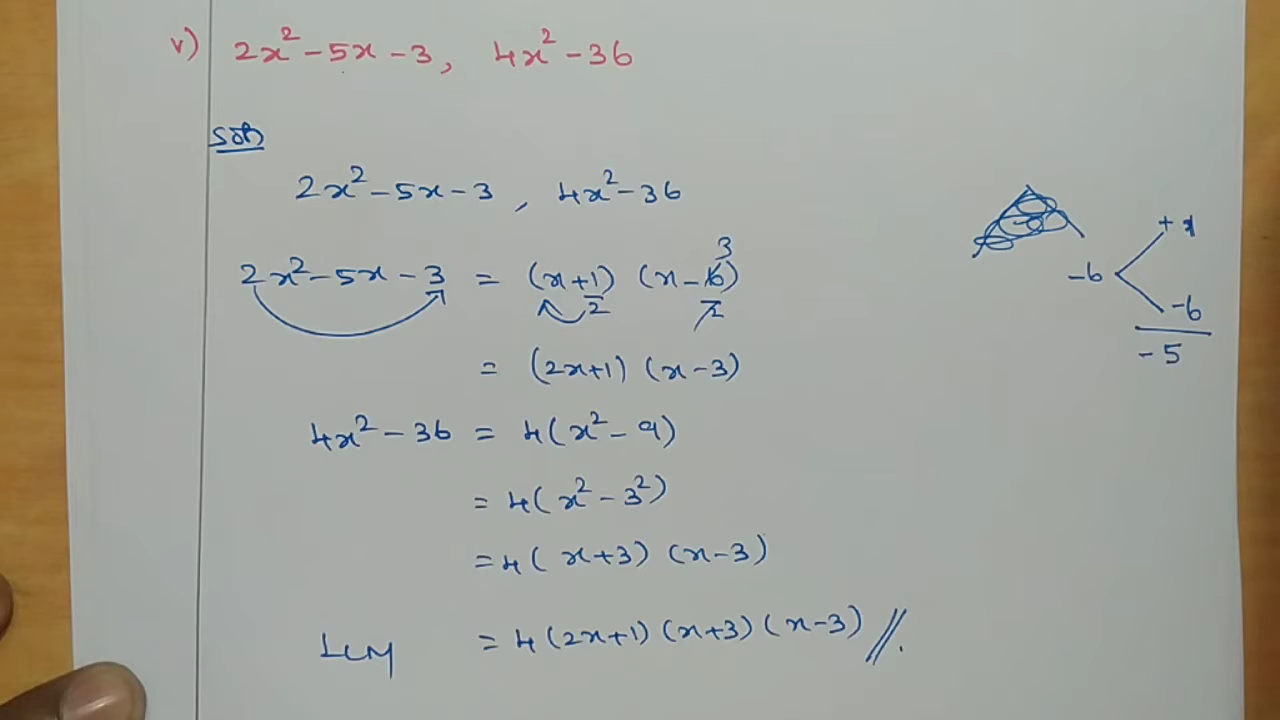 v) 2x² - 5x - 3, 4x² - 36
Soln
2x² - 5x - 3 , 4x² - 36
2x² - 5x - 3 = (x+1) (x-6) 3
2 2
= (2x+1) (x-3)
4x² - 36 = 4(x² - 9)
= 4(x² - 3²)
= 4(x+3) (x-3)
LCM = 4(2x+1) (x+3) (x-3) //.
+1
-6
-6
-5